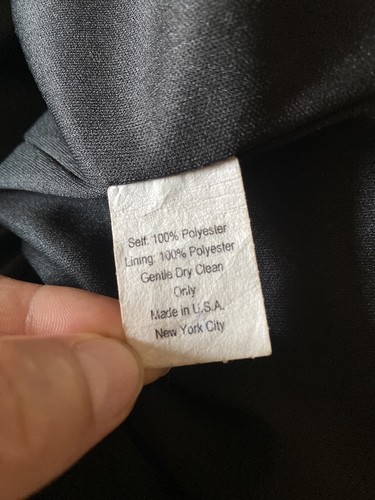 Self: 100% Polyester
Lining: 100% Polyester
Gentle Dry Clean
Only
Made in U.S.A.
New York City